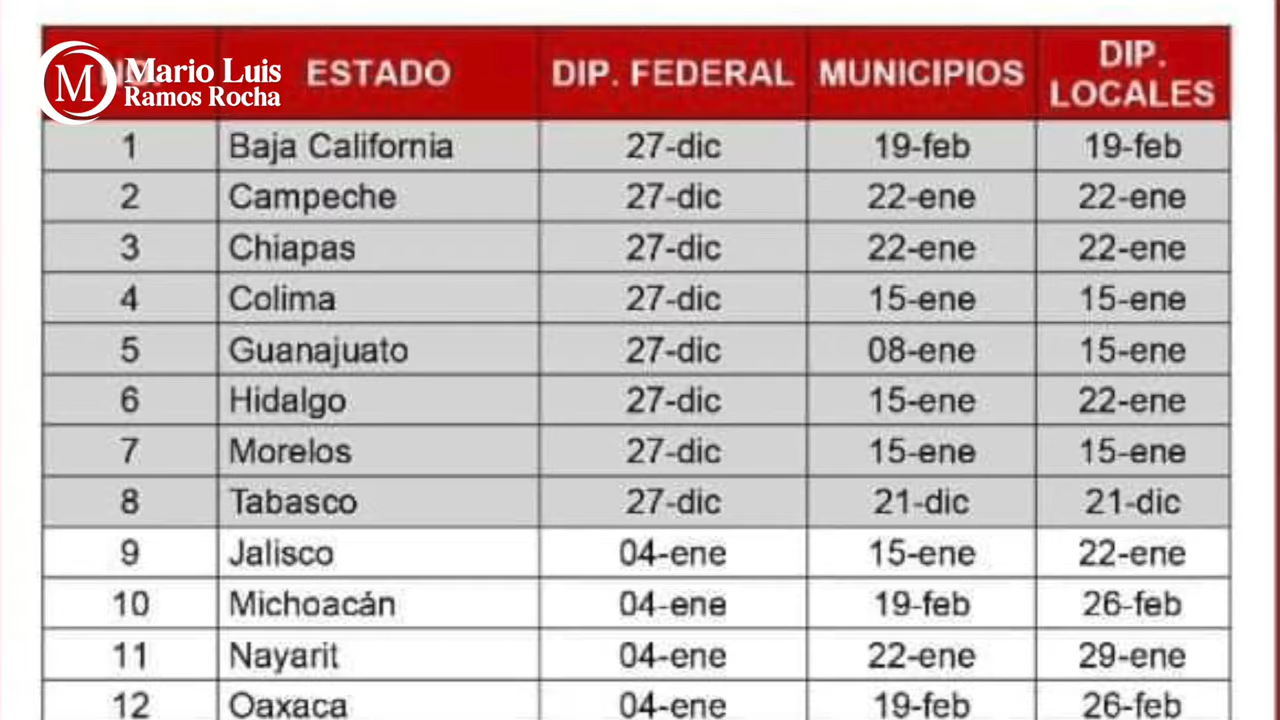 M
Mario Luis
Ramos Rocha
ESTADO DIP. FEDERAL MUNICIPIOS DIP. LOCALES
1 Baja California 27-dic 19-feb 19-feb
2 Campeche 27-dic 22-ene 22-ene
3 Chiapas 27-dic 22-ene 22-ene
4 Colima 27-dic 15-ene 15-ene
5 Guanajuato 27-dic 08-ene 15-ene
6 Hidalgo 27-dic 15-ene 22-ene
7 Morelos 27-dic 15-ene 15-ene
8 Tabasco 27-dic 21-dic 21-dic
9 Jalisco 04-ene 15-ene 22-ene
10 Michoacán 04-ene 19-feb 26-feb
11 Nayarit 04-ene 22-ene 29-ene
12 Oaxaca 04-ene 19-feb 26-feb